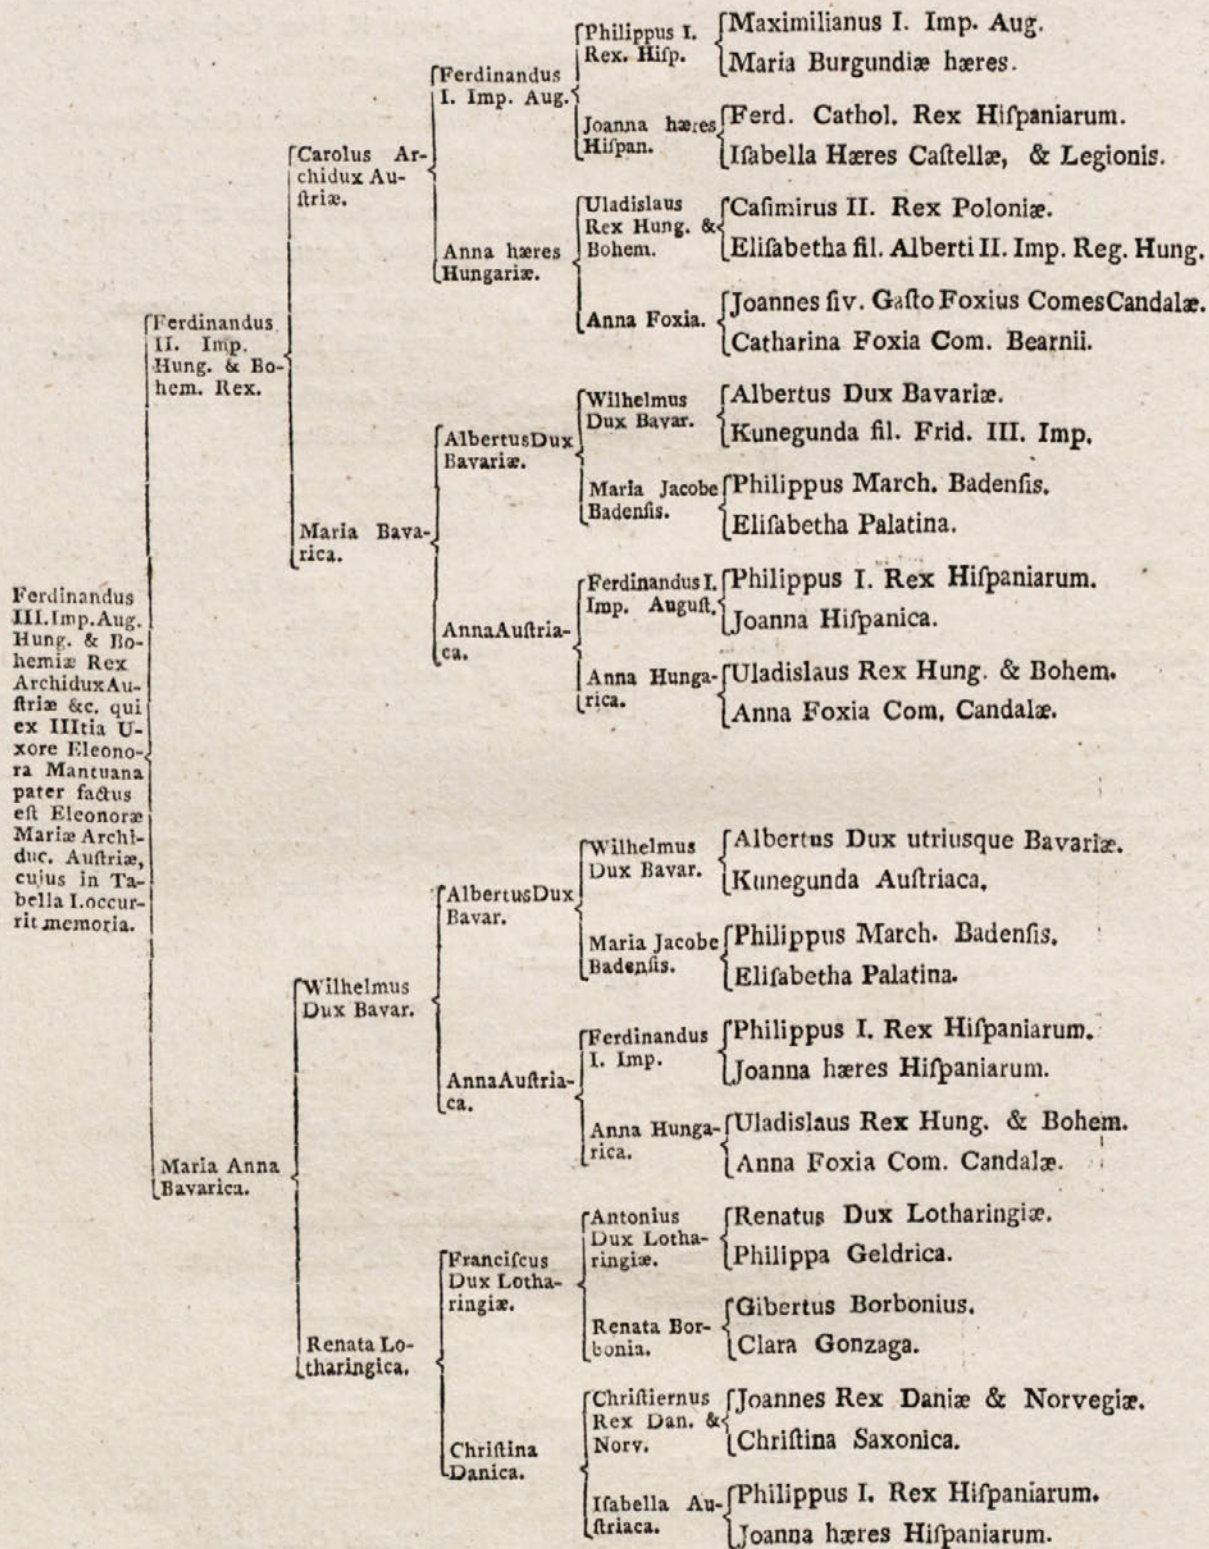 Ferdinandus
III. Imp. Aug.
Hung. & Bo-
hemiæ Rex
Archidux Au-
ſtriæ &c. qui
ex IIItia U-
xore Eleono-
ra Mantuana
pater factus
eſt Eleonoræ
Mariæ Archi-
duc. Auſtriæ,
cuius in Ta-
bella I. occur-
rit memoria.
Ferdinandus
II. Imp.
Hung. & Bo-
hem. Rex.
Maria Anna
Bavarica.
Carolus Ar-
chidux Au-
ſtriæ.
Maria Bava-
rica.
Wilhelmus
Dux Bavar.
Renata Lo-
tharingica.
Ferdinandus
I. Imp. Aug.
Anna hæres
Hungariæ.
Albertus Dux
Bavariæ.
Anna Auſtria-
ca.
Albertus Dux
Bavar.
Anna Auſtria-
ca.
Franciſcus
Dux Lotha-
ringiæ.
Chriſtina
Danica.
Philippus I.
Rex. Hiſp.
Joanna hæres
Hiſpan.
Uladislaus
Rex Hung. &
Bohem.
Anna Foxia.
Wilhelmus
Dux Bavar.
Maria Jacobe
Badenſis.
Ferdinandus I.
Imp. Auguſt.
Anna Hunga-
rica.
Wilhelmus
Dux Bavar.
Maria Jacobe
Badenſis.
Ferdinandus
I. Imp.
Anna Hunga-
rica.
Antonius
Dux Lotha-
ringiæ.
Renata Bor-
bonia.
Chriſtiernus
Rex Dan. &
Norv.
Iſabella Au-
ſtriaca.
Maximilianus I. Imp. Aug.
Maria Burgundiæ hæres.
Ferd. Cathol. Rex Hiſpaniarum.
Iſabella Hæres Caſtellæ, & Legionis.
Caſimirus II. Rex Poloniæ.
Eliſabetha fil. Alberti II. Imp. Reg. Hung.
Joannes ſiv. Gaſto Foxius Comes Candalæ.
Catharina Foxia Com. Bearnii.
Albertus Dux Bavariæ.
Kunegunda fil. Frid. III. Imp.
Philippus March. Badenſis.
Eliſabetha Palatina.
Philippus I. Rex Hiſpaniarum.
Joanna Hiſpanica.
Uladislaus Rex Hung. & Bohem.
Anna Foxia Com. Candalæ.
Albertus Dux utriusque Bavariæ.
Kunegunda Auſtriaca.
Philippus March. Badenſis.
Eliſabetha Palatina.
Philippus I. Rex Hiſpaniarum.
Joanna hæres Hiſpaniarum.
Uladislaus Rex Hung. & Bohem.
Anna Foxia Com. Candalæ.
Renatus Dux Lotharingiæ.
Philippa Geldrica.
Gibertus Borbonius.
Clara Gonzaga.
Joannes Rex Daniæ & Norvegiæ.
Chriſtina Saxonica.
Philippus I. Rex Hiſpaniarum.
Joanna hæres Hiſpaniarum.